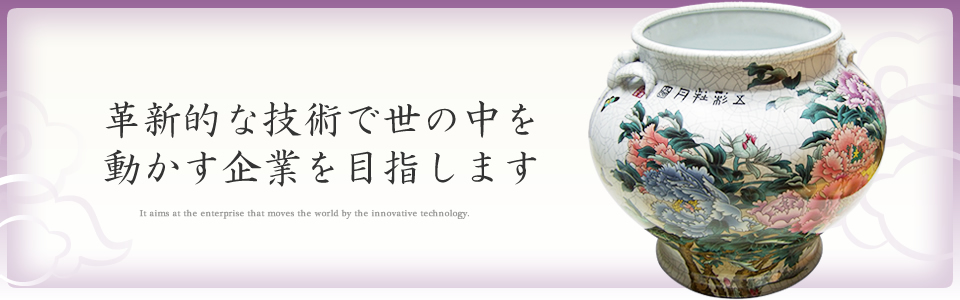 革新的な技術で世の中を
動かす企業を目指します
It aims at the enterprise that moves the world by the innovative technology.